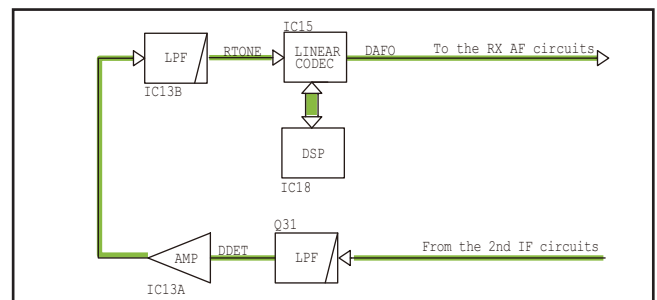 IC15
LPF
RTONE
LINEAR
CODEC
DAFO
To the RX AF circuits
IC13B
DSP
IC18
Q31
AMP
DDET
LPF
From the 2nd IF circuits
IC13A